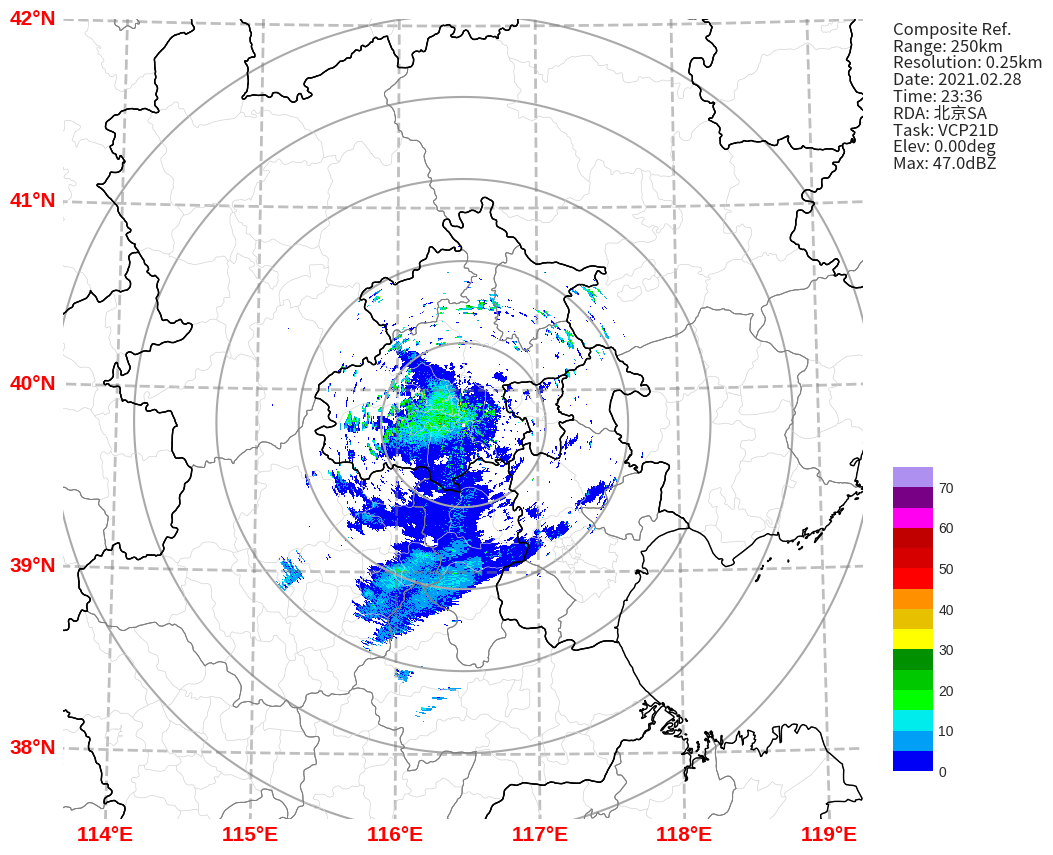 42°N
41°N
40°N
39°N
38°N
114°E
115°E
116°E
117°E
118°E
119°E
Composite Ref.
Range: 250km
Resolution: 0.25km
Date: 2021.02.28
Time: 23:36
RDA: 北京SA
Task: VCP21D
Elev: 0.00deg
Max: 47.0dBZ
70
60
50
40
30
20
10
0